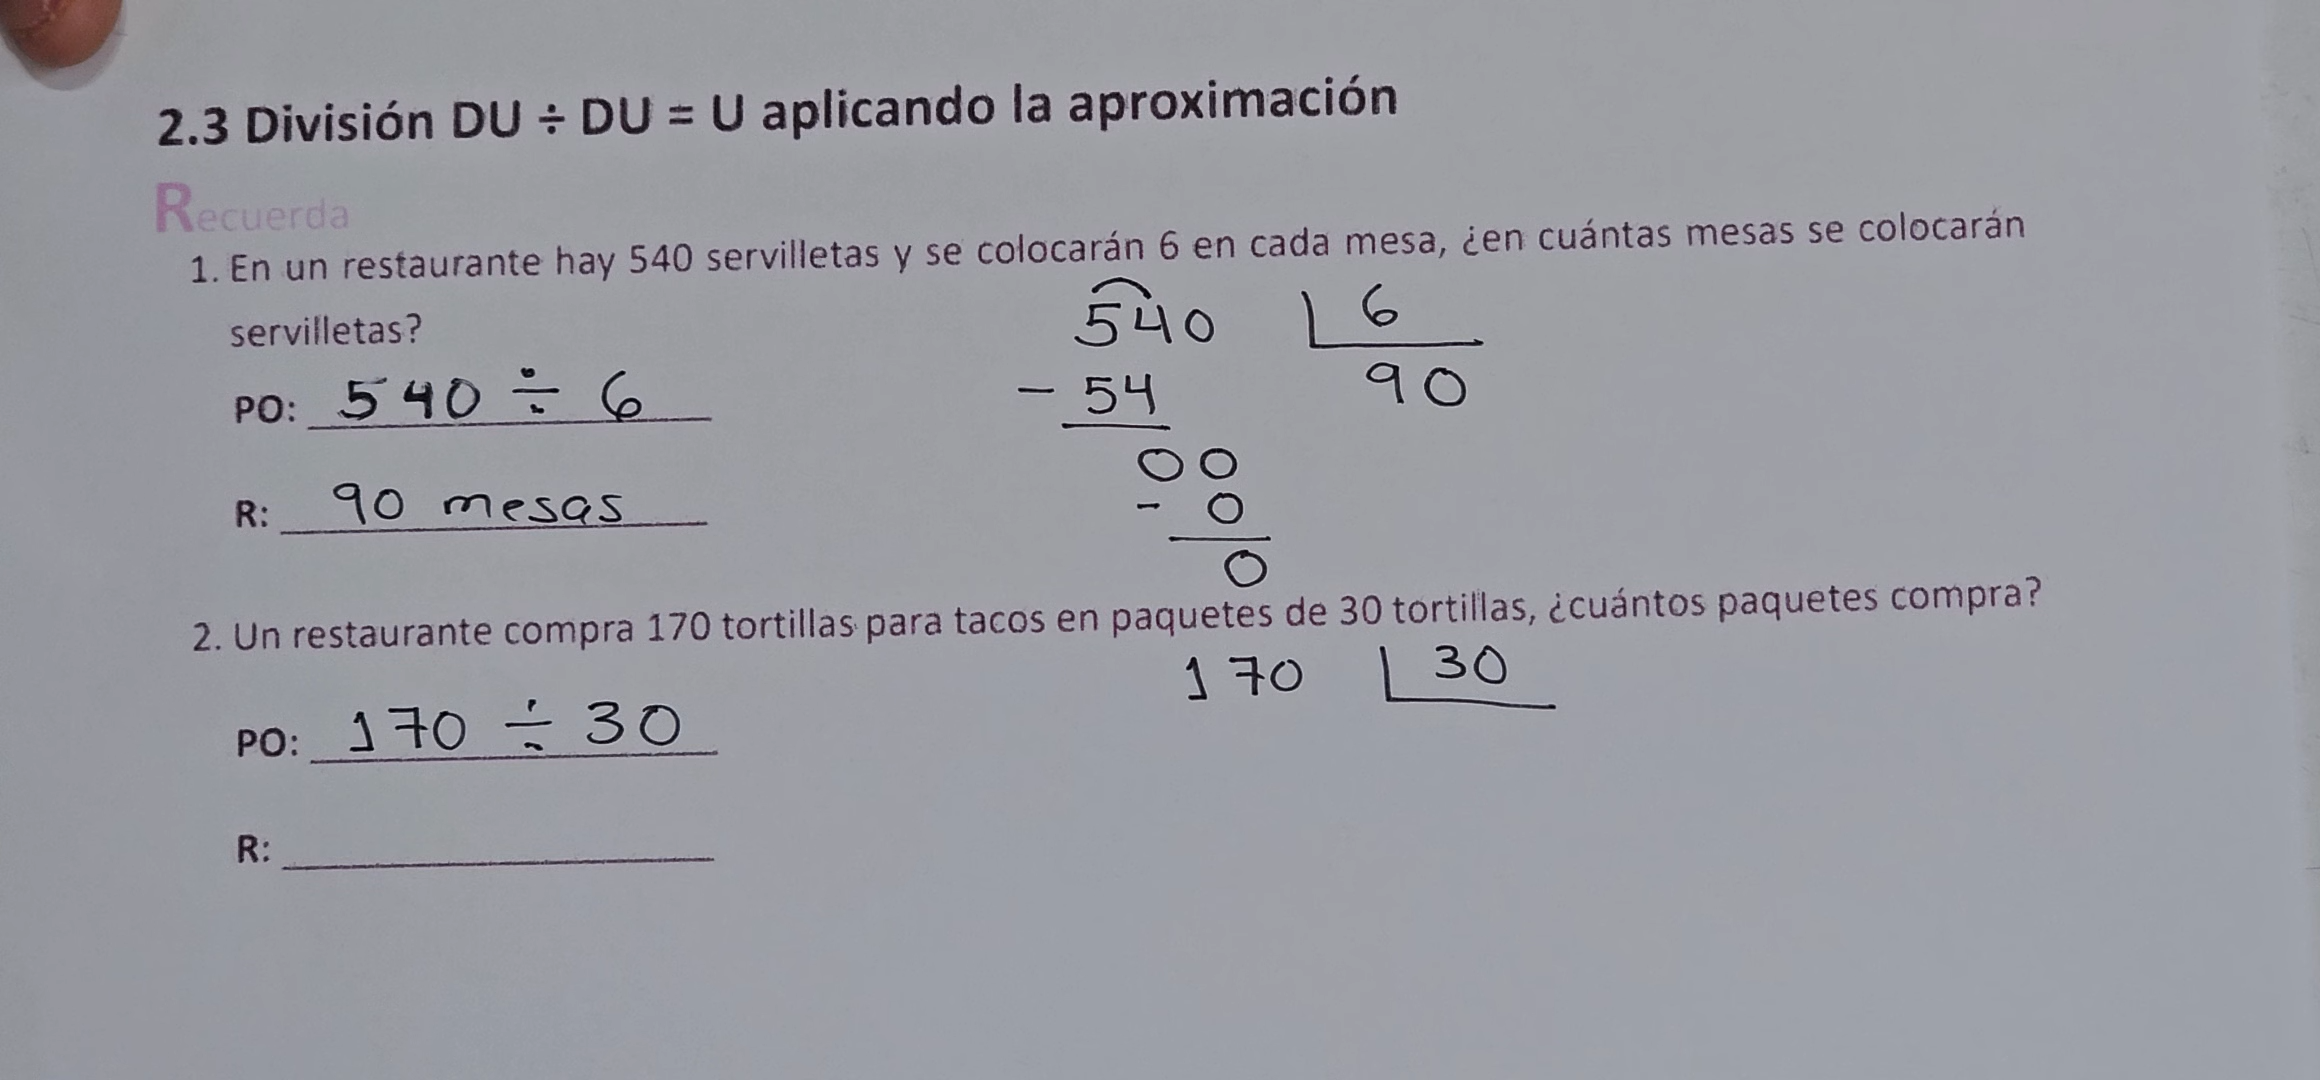 2.3 División DU ÷ DU = U aplicando la aproximación
Recuerda
1. En un restaurante hay 540 servilletas y se colocarán 6 en cada mesa, ¿en cuántas mesas se colocarán
servilletas?
540 6
PO: 540 ÷ 6
- 54 90
00
R: 90 mesas
- 0
0
2. Un restaurante compra 170 tortillas para tacos en paquetes de 30 tortillas, ¿cuántos paquetes compra?
170 30
PO: 170 ÷ 30
R: